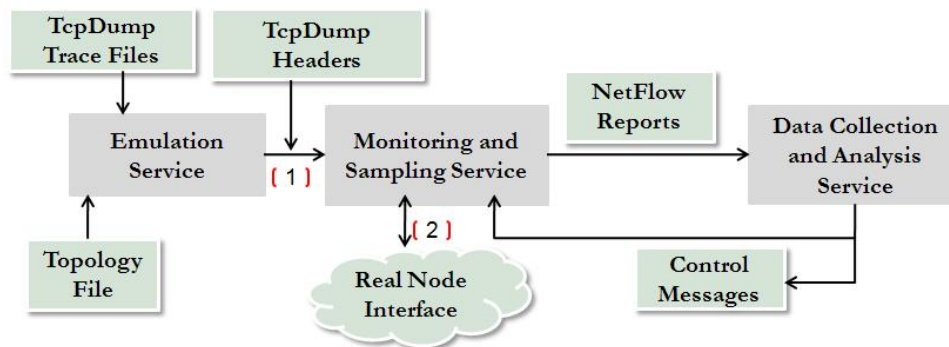 TcpDump
Trace Files
TcpDump
Headers
NetFlow
Reports
Emulation
Service
( 1 )
Monitoring and
Sampling Service
Data Collection
and Analysis
Service
( 2 )
Topology
File
Real Node
Interface
Control
Messages